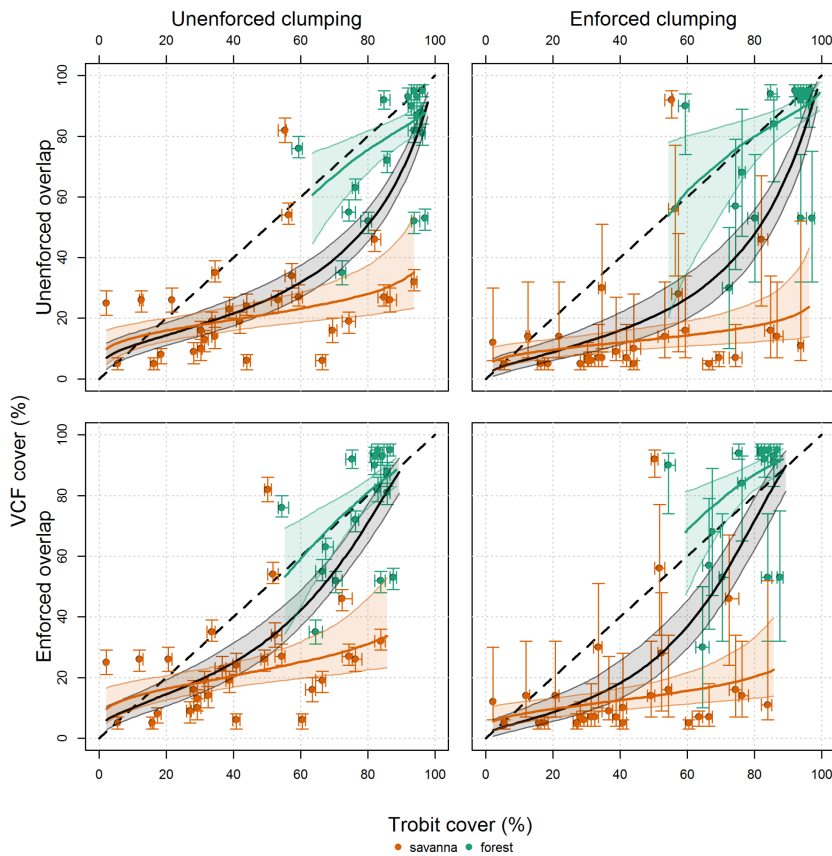 Unenforced clumping
Enforced clumping
0 20 40 60 80 100
0 20 40 60 80 100
Unenforced overlap
0 20 40 60 80 100
VCF cover (%)
Enforced overlap
0 20 40 60 80 100
0 20 40 60 80 100
0 20 40 60 80 100
Trobit cover (%)
savanna forest